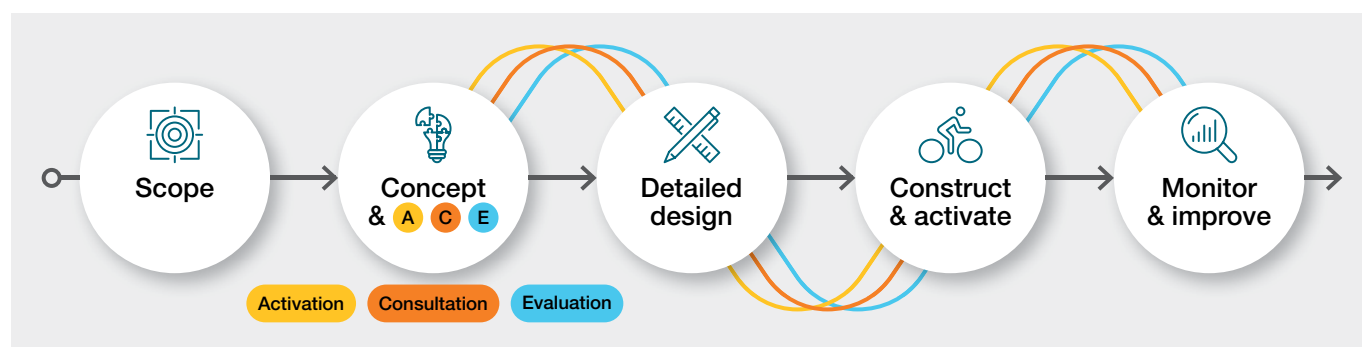 Scope
Concept
& A C E
Detailed
design
Construct
& activate
Monitor
& improve
Activation
Consultation
Evaluation